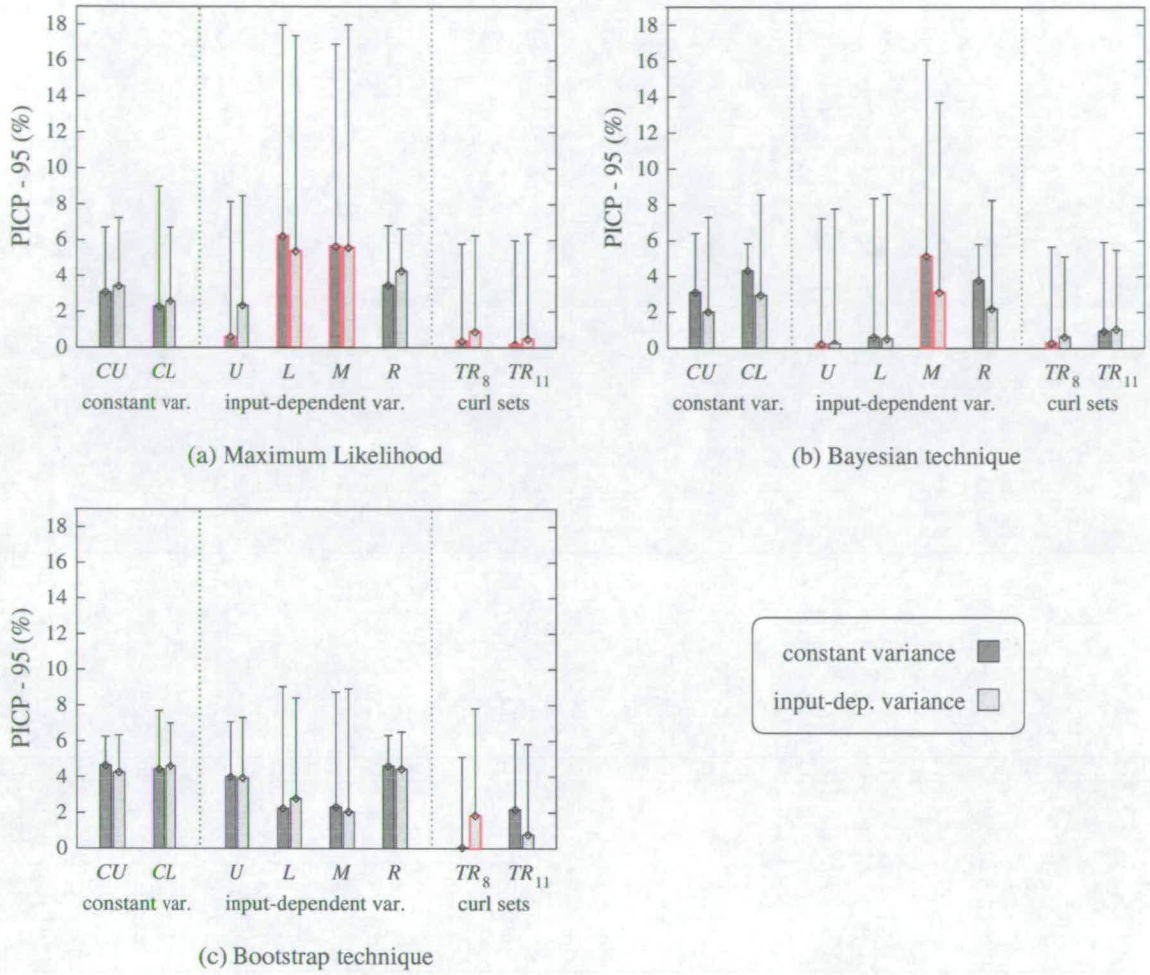 18
16
14
12
10
8
6
4
2
0
PICP - 95 (%)
CU CL U L M R TR8 TR11
constant var. input-dependent var. curl sets
(a) Maximum Likelihood
18
16
14
12
10
8
6
4
2
0
PICP - 95 (%)
CU CL U L M R TR8 TR11
constant var. input-dependent var. curl sets
(b) Bayesian technique
18
16
14
12
10
8
6
4
2
0
PICP - 95 (%)
CU CL U L M R TR8 TR11
constant var. input-dependent var. curl sets
(c) Bootstrap technique
constant variance
input-dep. variance